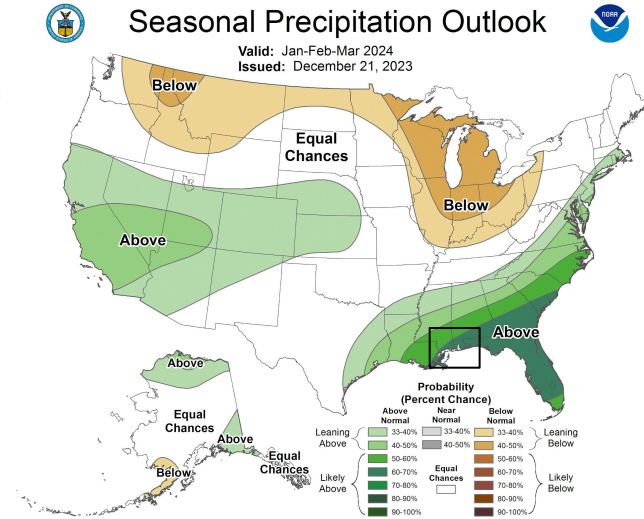 Seasonal Precipitation Outlook
NOAA
Valid: Jan-Feb-Mar 2024
Issued: December 21, 2023
Below
Equal
Chances
Below
Above
Above
Above
Equal
Chances
Above
Equal
Chances
Below
Probability
(Percent Chance)
Above
Normal
Near
Normal
Below
Normal
Leaning
Above
33-40%
40-50%
33-40%
40-50%
33-40%
40-50%
Leaning
Below
Likely
Above
50-60%
60-70%
70-80%
80-90%
90-100%
Equal
Chances
50-60%
60-70%
70-80%
80-90%
90-100%
Likely
Below